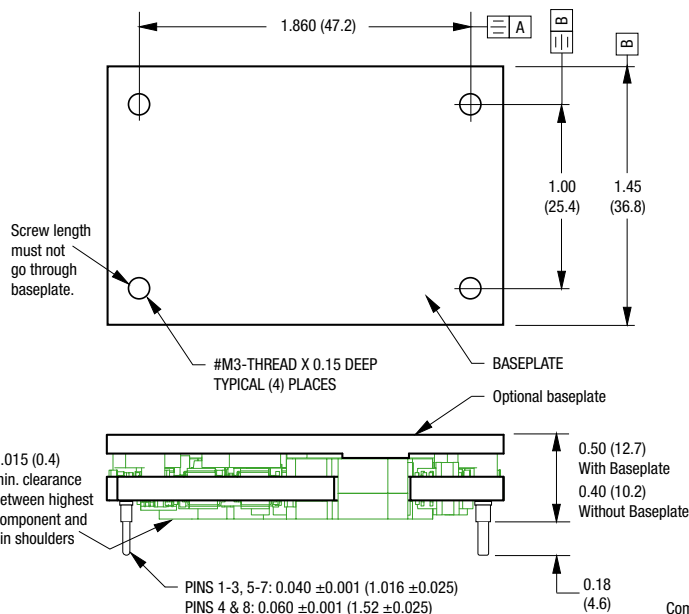 1.860 (47.2)
A
B
B
1.00
(25.4)
1.45
(36.8)
Screw length
must not
go through
baseplate.
#M3-THREAD X 0.15 DEEP
TYPICAL (4) PLACES
BASEPLATE
Optional baseplate
.015 (0.4)
min. clearance
between highest
component and
in shoulders
0.50 (12.7)
With Baseplate
0.40 (10.2)
Without Baseplate
PINS 1-3, 5-7: 0.040 ±0.001 (1.016 ±0.025)
PINS 4 & 8: 0.060 ±0.001 (1.52 ±0.025)
0.18
(4.6)
Con